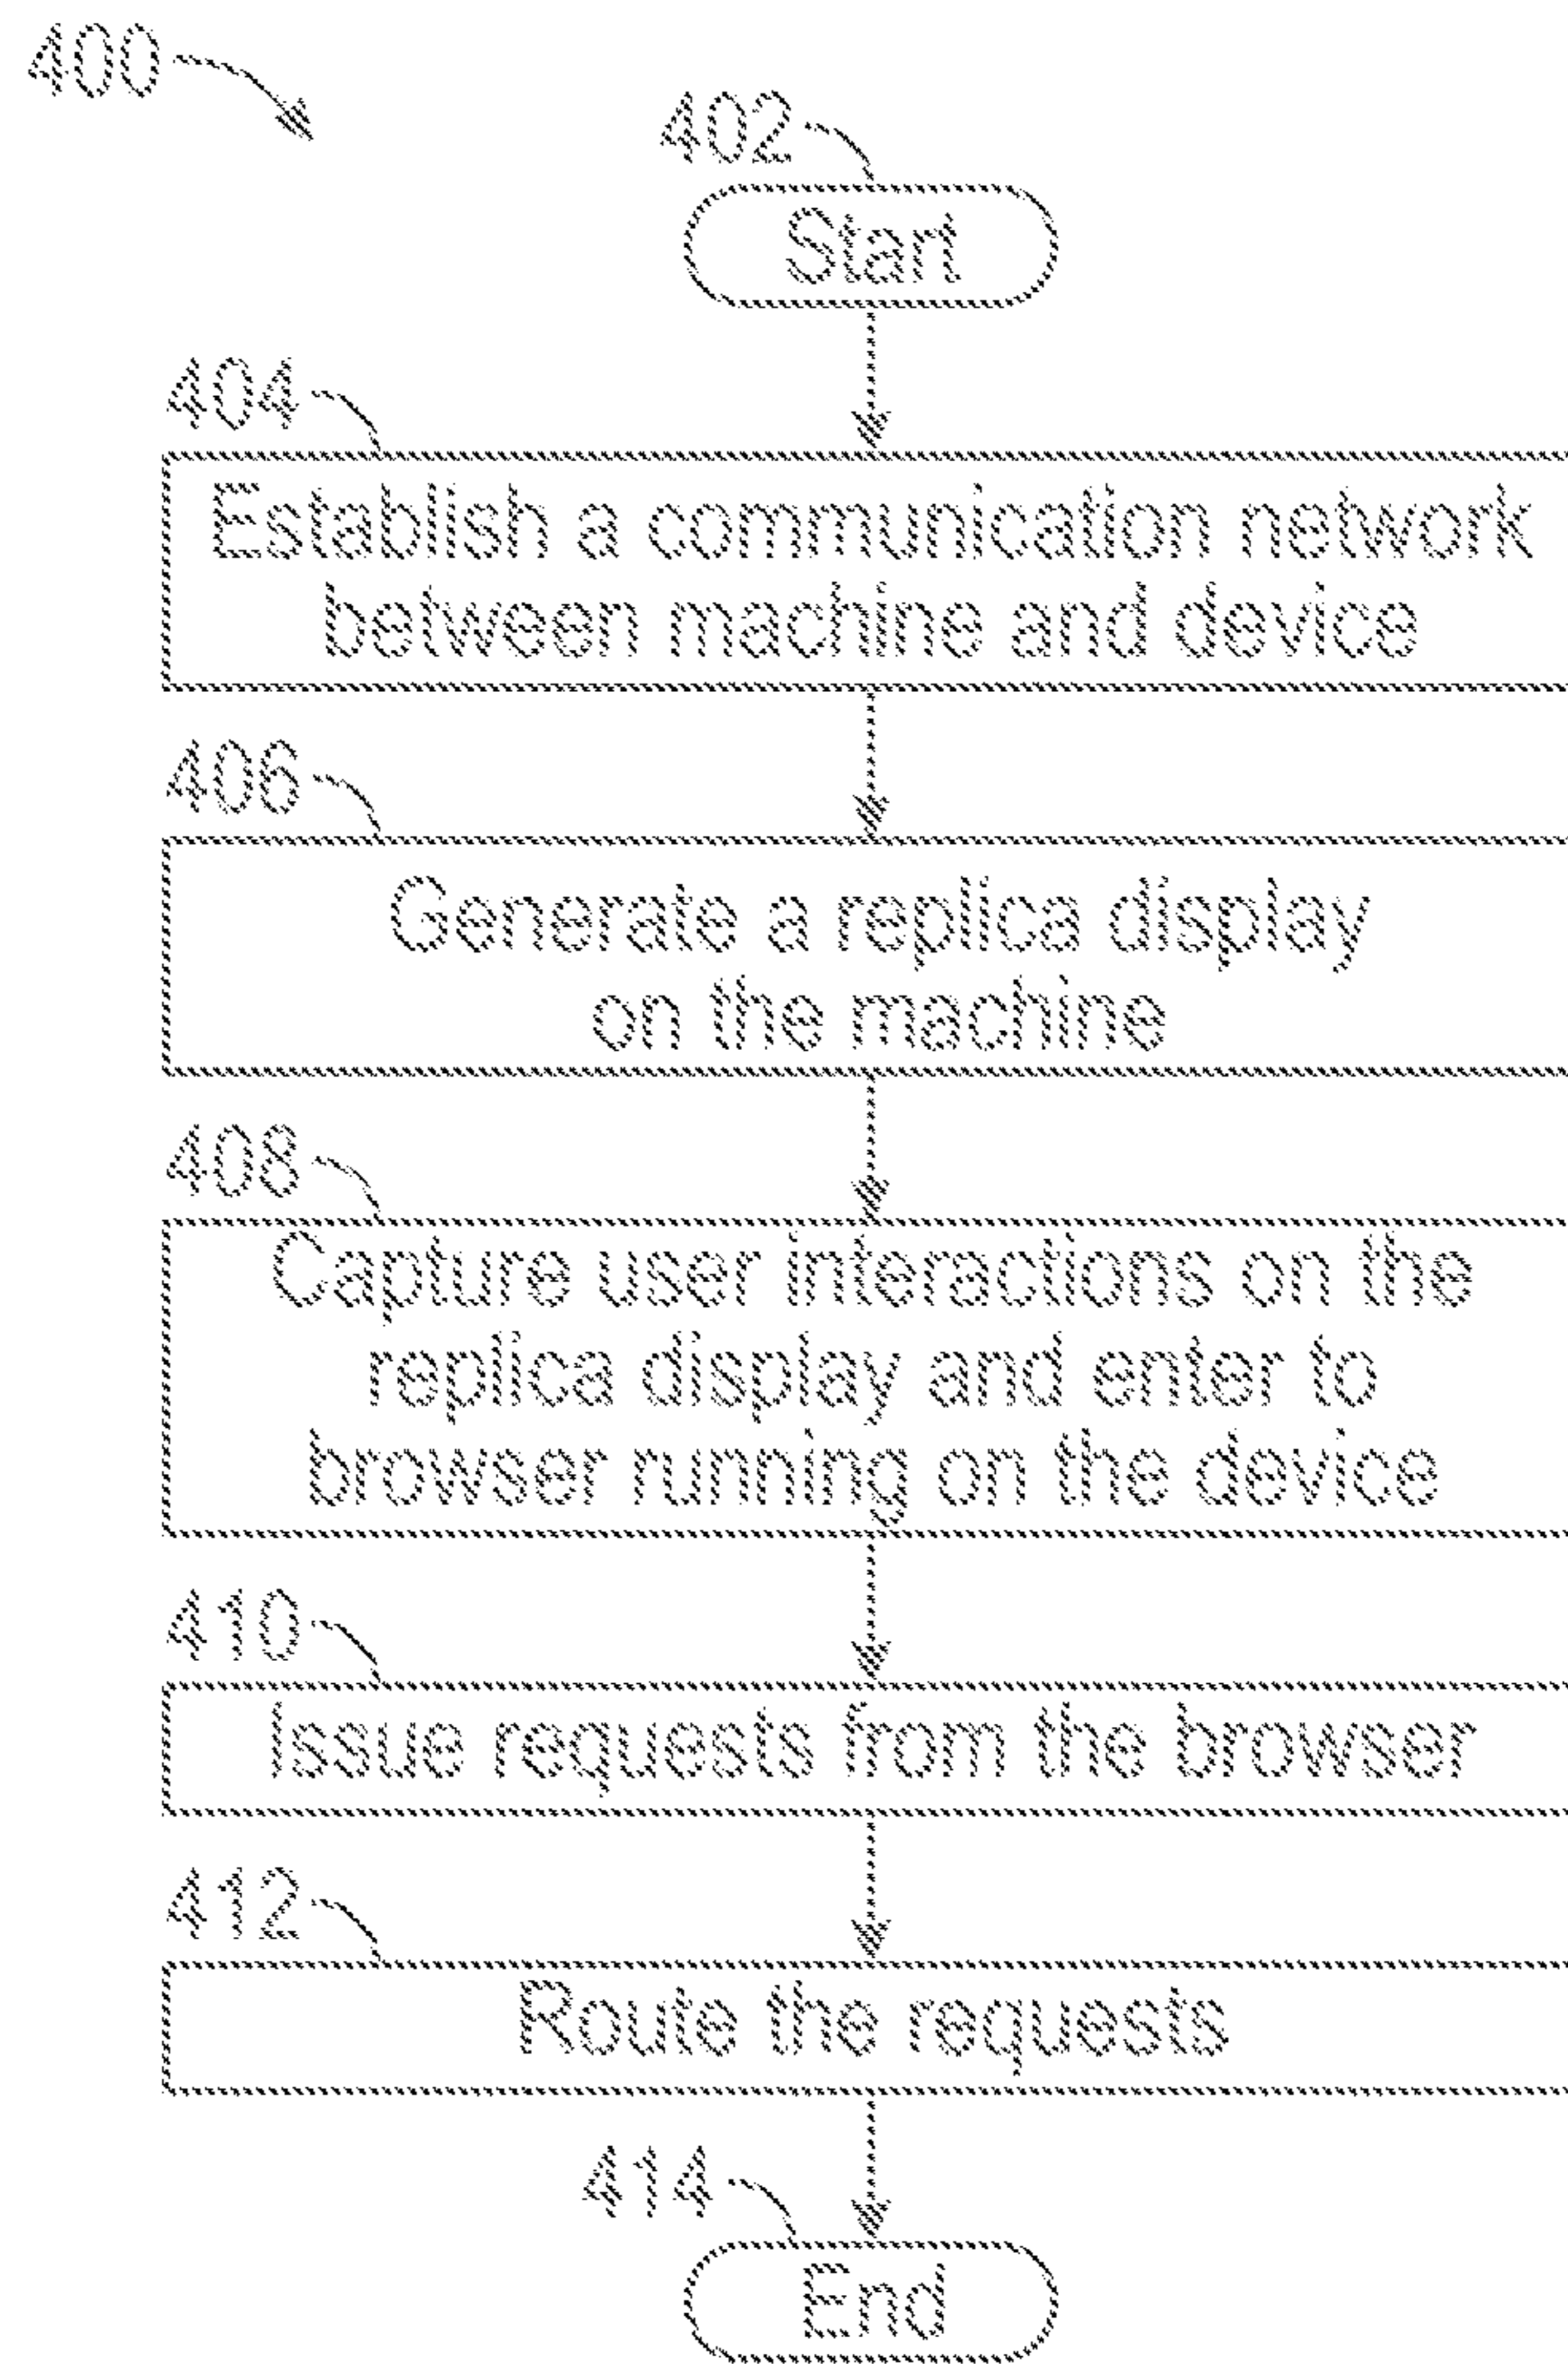 400
402
Start
404
Establish a communication network
between machine and device
406
Generate a replica display
on the machine
408
Capture user interactions on the
replica display and enter to
browser running on the device
410
Issue requests from the browser
412
Route the requests
414
End